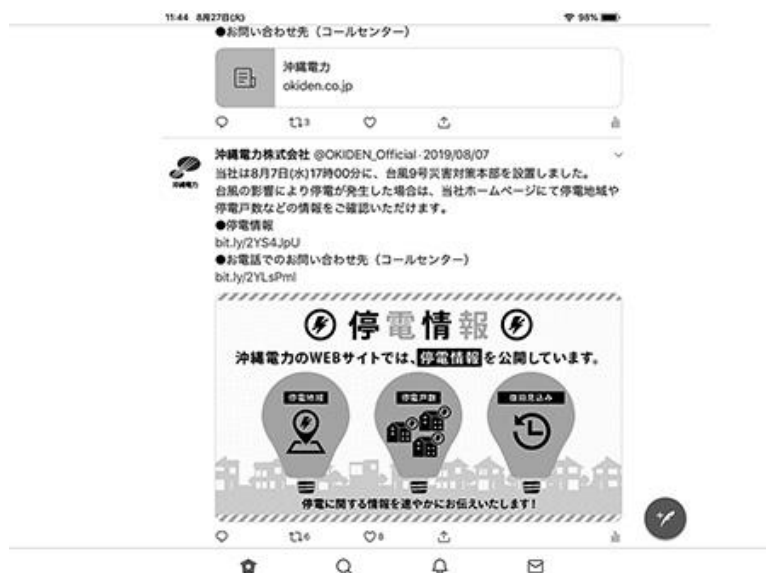 11:44 8月27日(火) 98%
●お問い合わせ先（コールセンター）
沖縄電力
okiden.co.jp
3
沖縄電力株式会社 @OKIDEN_Official·2019/08/07
当社は8月7日(水)17時00分に、台風9号災害対策本部を設置しました。
台風の影響により停電が発生した場合は、当社ホームページにて停電地域や
停電戸数などの情報をご確認いただけます。
●停電情報
bit.ly/2YS4JpU
●お電話でのお問い合わせ先（コールセンター）
bit.ly/2YLsPml
沖縄電力
停電情報
沖縄電力のWEBサイトでは、停電情報を公開しています。
停電地域 停電戸数 復旧見込み
停電に関する情報を速やかにお伝えいたします!
6 8